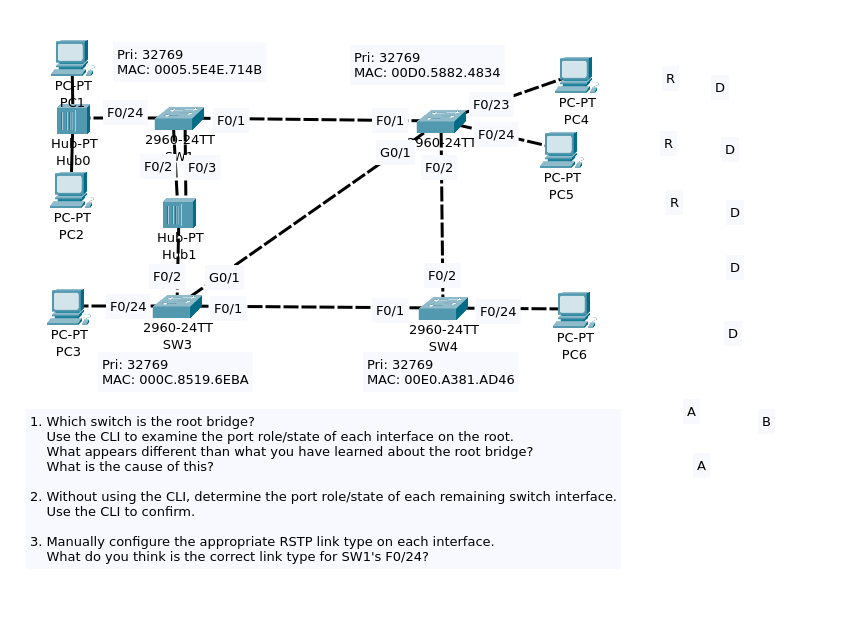 Pri: 32769
MAC: 0005.5E4E.714B
Pri: 32769
MAC: 00D0.5882.4834
PC-PT
PC1
F0/24
F0/1
2960-24TT
Hub-PT
Hub0
F0/2
F0/3
PC-PT
PC2
Hub-PT
Hub1
F0/1
F0/23
PC-PT
PC4
F0/24
G0/1
F0/2
PC-PT
PC5
F0/2
G0/1
F0/24
F0/1
PC-PT
PC3
2960-24TT
SW3
F0/2
F0/1
F0/24
2960-24TT
SW4
PC-PT
PC6
Pri: 32769
MAC: 000C.8519.6EBA
Pri: 32769
MAC: 00E0.A381.AD46
R
D
R
D
R
D
D
D
A
B
A
1. Which switch is the root bridge?
Use the CLI to examine the port role/state of each interface on the root.
What appears different than what you have learned about the root bridge?
What is the cause of this?
2. Without using the CLI, determine the port role/state of each remaining switch interface.
Use the CLI to confirm.
3. Manually configure the appropriate RSTP link type on each interface.
What do you think is the correct link type for SW1's F0/24?